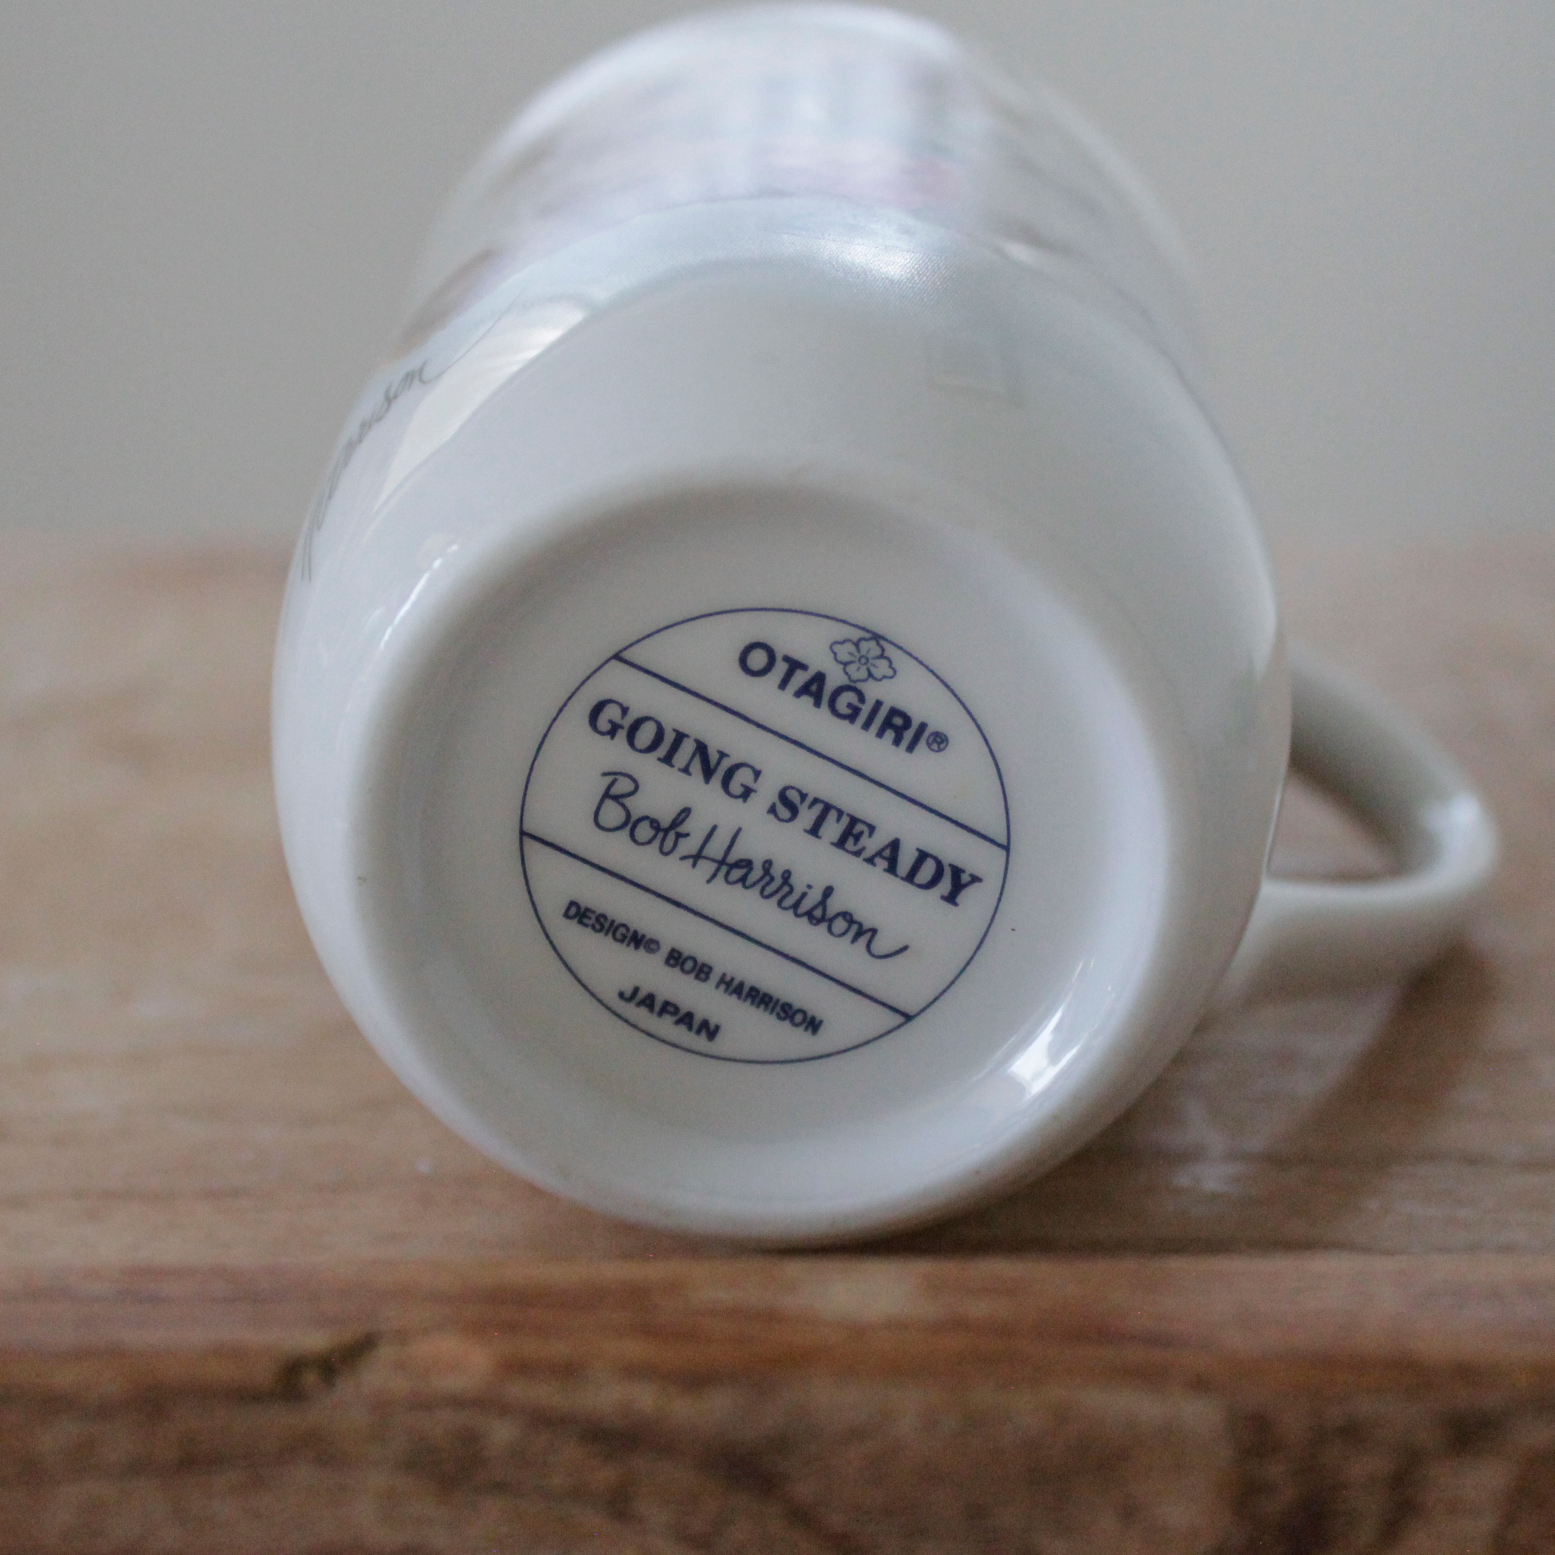 OTAGIRI®
GOING STEADY
Bob Harrison
DESIGN© BOB HARRISON
JAPAN